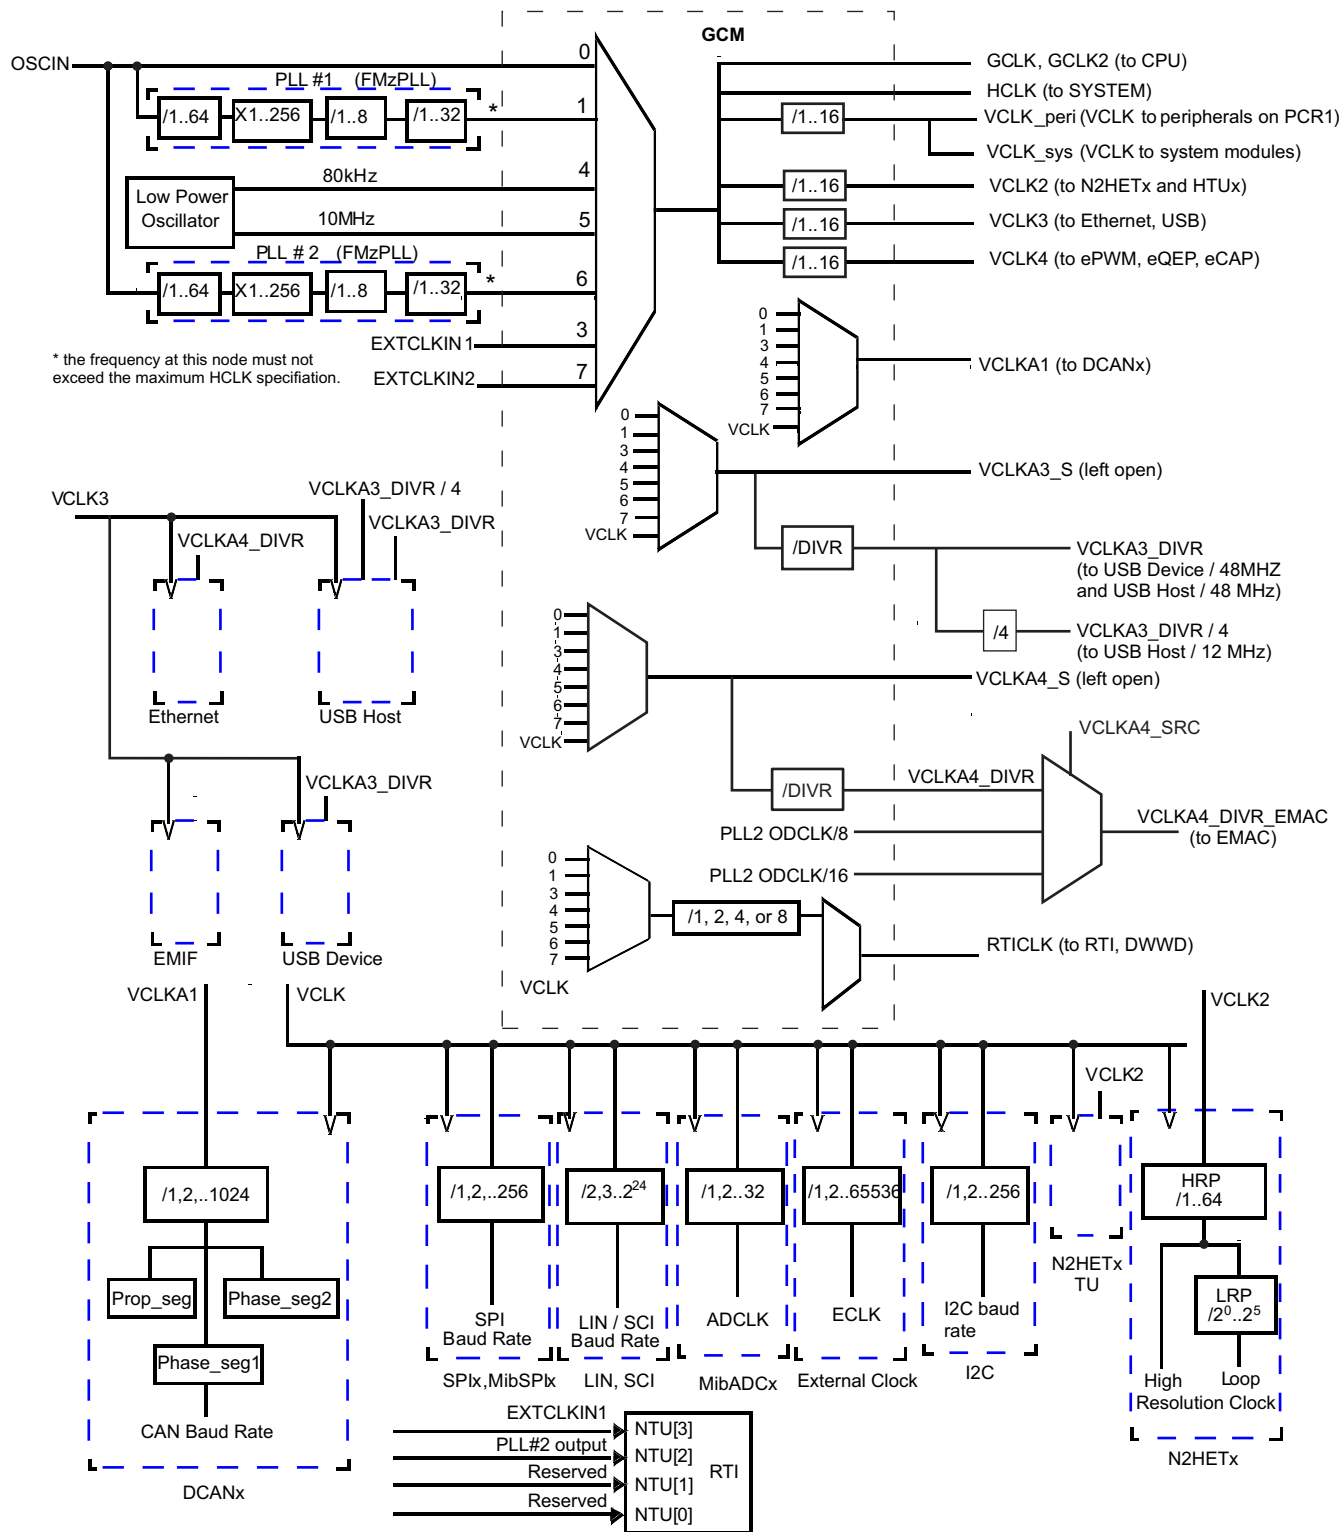 GCM
OSCIN
0
PLL #1 (FMzPLL)
/1..64
X1..256
/1..8
/1..32
*
1
80kHz
4
Low Power
Oscillator
10MHz
5
PLL # 2 (FMzPLL)
/1..64
X1..256
/1..8
/1..32
*
6
EXTCLKIN 1
3
EXTCLKIN2
7
* the frequency at this node must not
exceed the maximum HCLK specifiation.
GCLK, GCLK2 (to CPU)
HCLK (to SYSTEM)
/1..16
VCLK_peri (VCLK to peripherals on PCR1)
VCLK_sys (VCLK to system modules)
/1..16
VCLK2 (to N2HETx and HTUx)
/1..16
VCLK3 (to Ethernet, USB)
/1..16
VCLK4 (to ePWM, eQEP, eCAP)
0
1
3
4
5
6
7
VCLK
VCLKA1 (to DCANx)
0
1
3
4
5
6
7
VCLK
VCLKA3_S (left open)
/DIVR
VCLKA3_DIVR
(to USB Device / 48MHZ
and USB Host / 48 MHz)
/4
VCLKA3_DIVR / 4
(to USB Host / 12 MHz)
0
1
3
4
5
6
7
VCLK
VCLKA4_S (left open)
VCLKA4_SRC
/DIVR
VCLKA4_DIVR
PLL2 ODCLK/8
PLL2 ODCLK/16
VCLKA4_DIVR_EMAC
(to EMAC)
0
1
3
4
5
6
7
VCLK
/1, 2, 4, or 8
RTICLK (to RTI, DWWD)
VCLK3
VCLKA3_DIVR / 4
VCLKA3_DIVR
VCLKA4_DIVR
Ethernet
USB Host
VCLKA3_DIVR
EMIF
USB Device
VCLKA1
VCLK
VCLK2
VCLK2
/1,2,..1024
Prop_seg
Phase_seg2
Phase_seg1
CAN Baud Rate
DCANx
/1,2,..256
SPI
Baud Rate
SPIx,MibSPIx
/2,3..2²⁴
LIN / SCI
Baud Rate
LIN, SCI
/1,2..32
ADCLK
MibADCx
/1,2..65536
ECLK
External Clock
/1,2..256
I2C baud
rate
I2C
N2HETx
TU
HRP
/1..64
LRP
/2⁰..2⁵
High
Loop
Resolution Clock
N2HETx
EXTCLKIN1
NTU[3]
PLL#2 output
NTU[2]
RTI
Reserved
NTU[1]
Reserved
NTU[0]